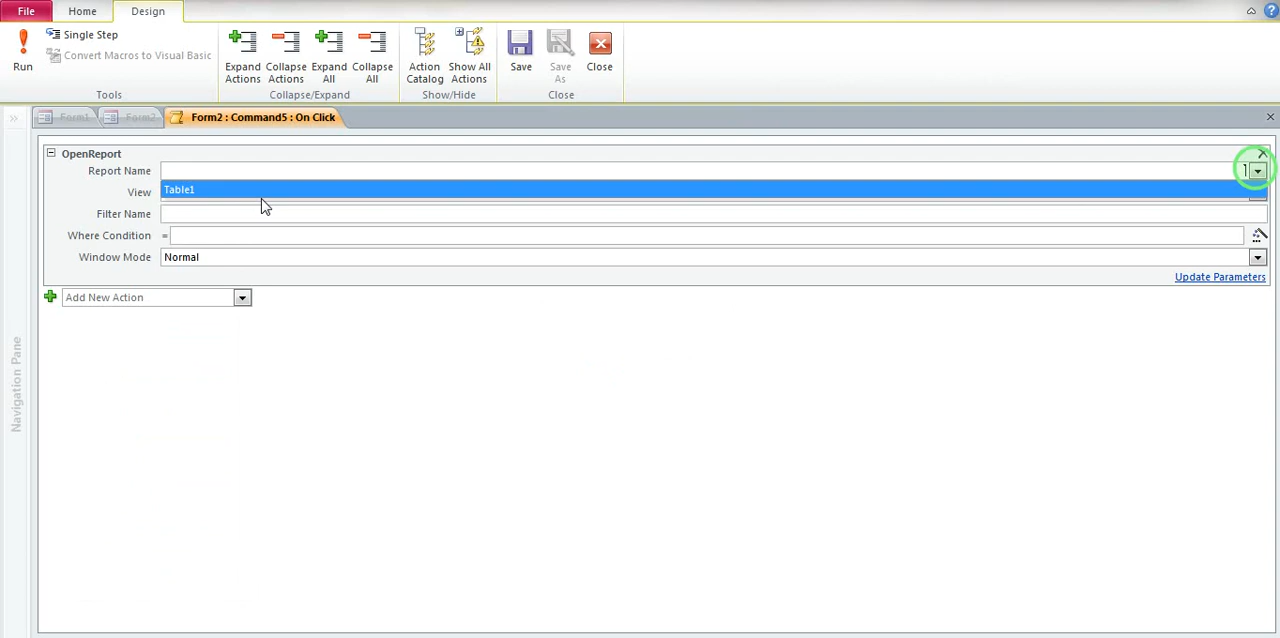 File Home Design
Run
Single Step
Convert Macros to Visual Basic
Tools
Expand Actions
Collapse Actions
Expand All
Collapse All
Collapse/Expand
Action Catalog
Show All Actions
Show/Hide
Save
Save As
Close
Close
Form1 Form2 Form2 : Command5 : On Click
Navigation Pane
OpenReport
Report Name
Table1
View
Filter Name
Where Condition =
Window Mode Normal
Update Parameters
Add New Action